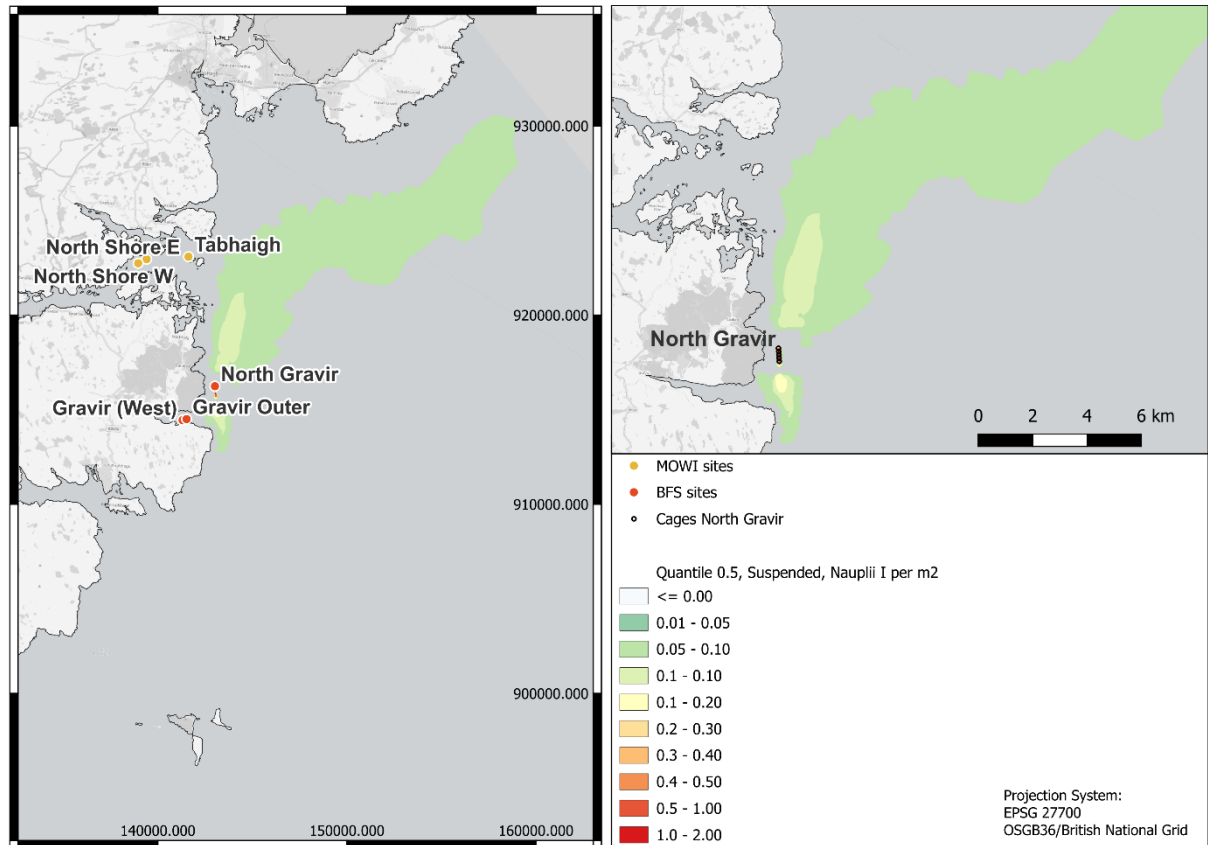 930000.000
North Shore E
Tabhaigh
North Shore W
920000.000
North Gravir
Gravir (West)
Gravir Outer
910000.000
900000.000
140000.000
150000.000
160000.000
North Gravir
0 2 4 6 km
MOWI sites
BFS sites
Cages North Gravir
Quantile 0.5, Suspended, Nauplii I per m2
<= 0.00
0.01 - 0.05
0.05 - 0.10
0.1 - 0.10
0.1 - 0.20
0.2 - 0.30
0.3 - 0.40
0.4 - 0.50
0.5 - 1.00
1.0 - 2.00
Projection System:
EPSG 27700
OSGB36/British National Grid